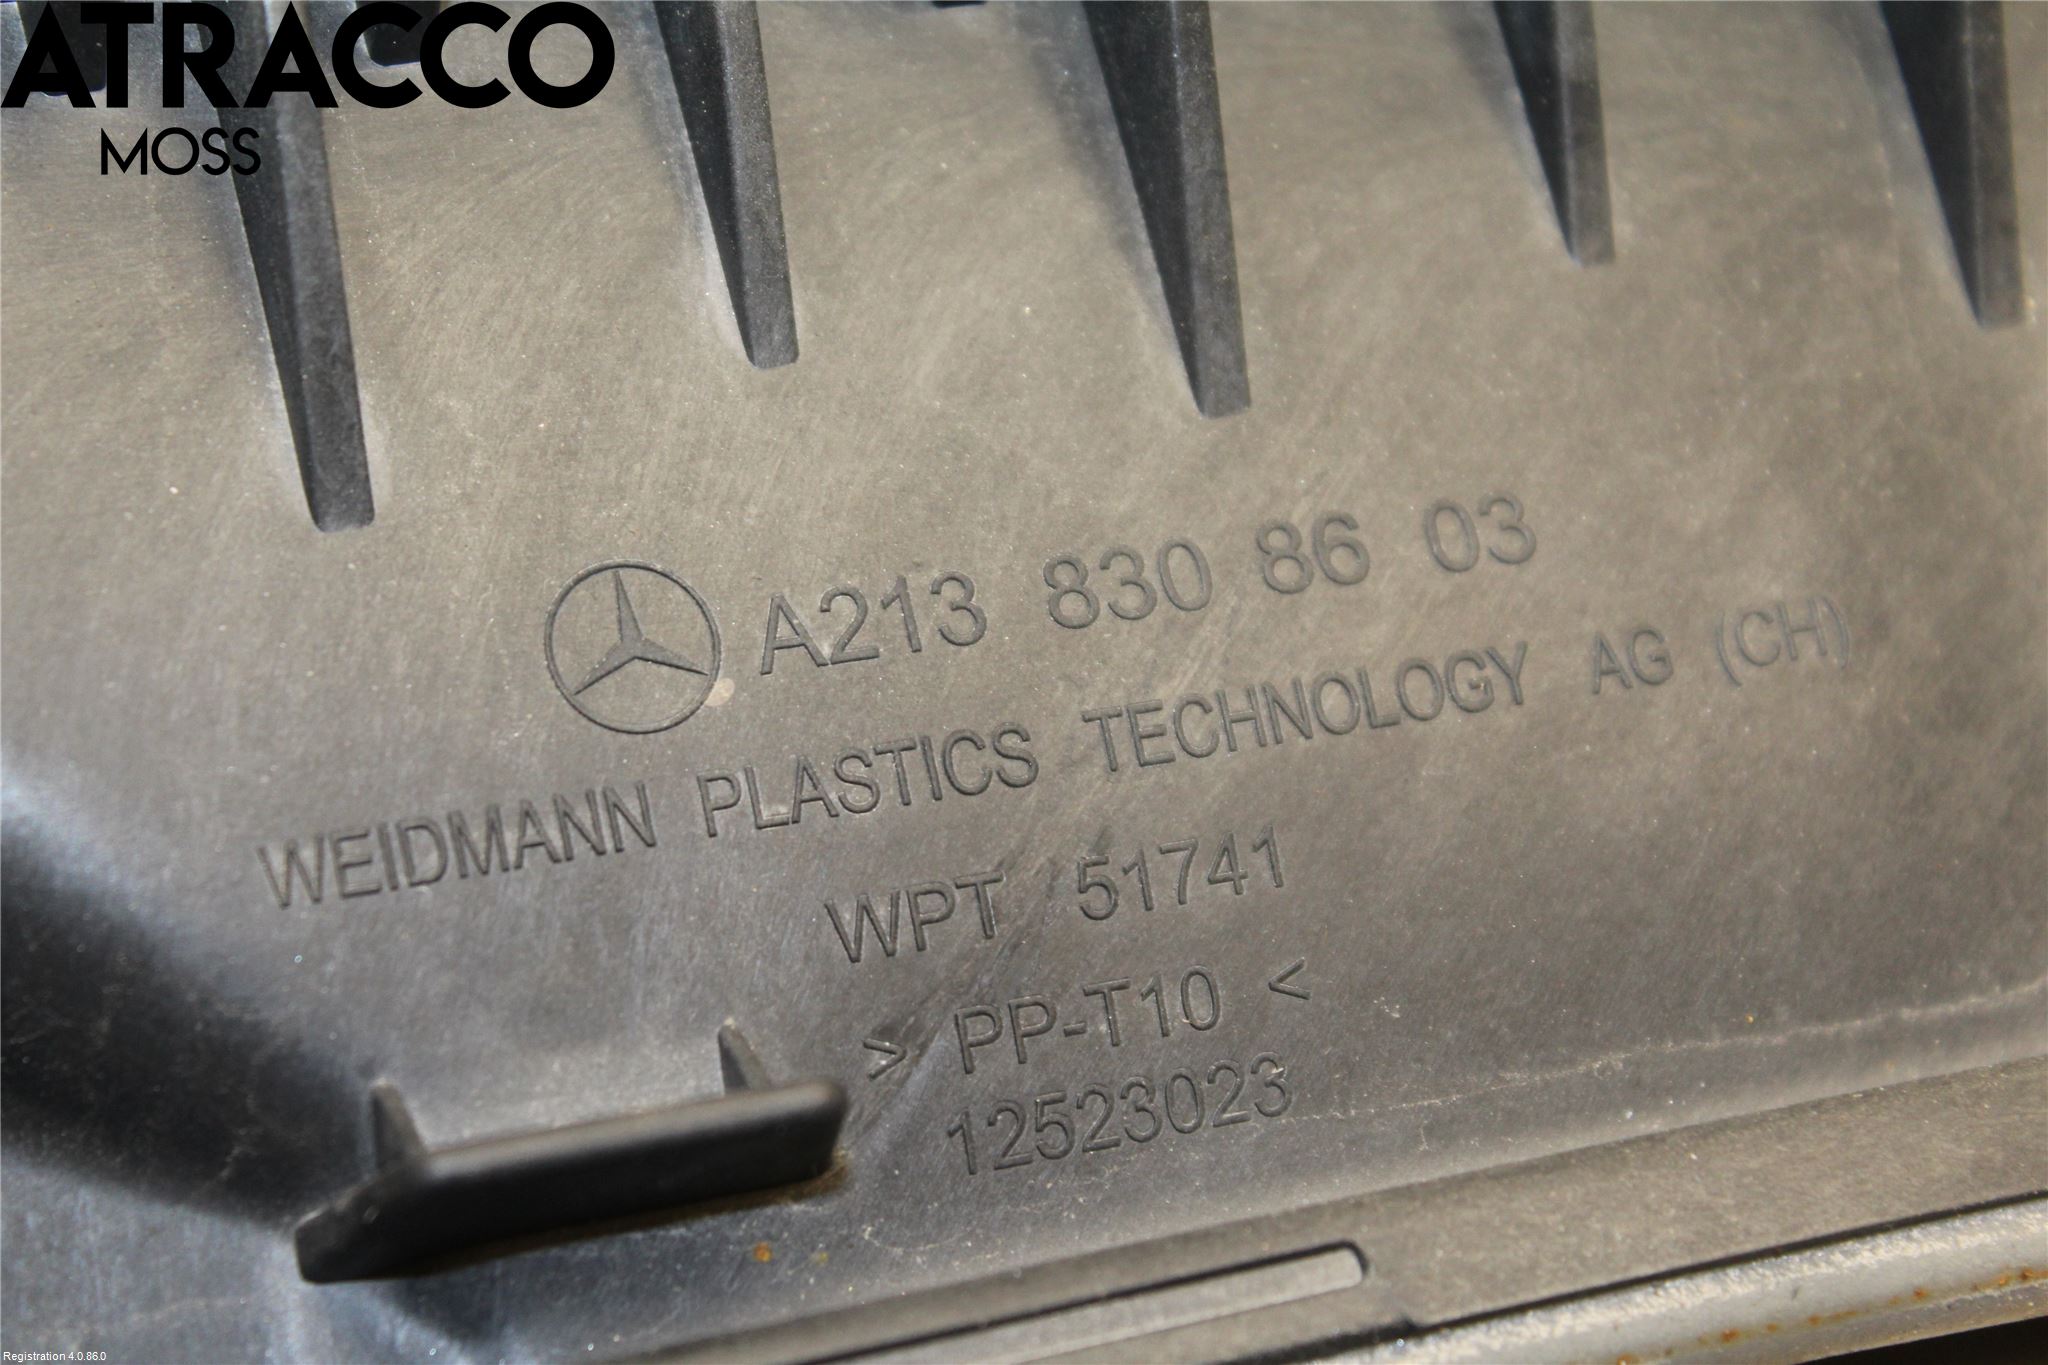 ATRACCO
MOSS
A213 830 86 03
WEIDMANN PLASTICS TECHNOLOGY AG (CH)
WPT 51741
> PP-T10 <
12523023
Registration 4.0.86.0